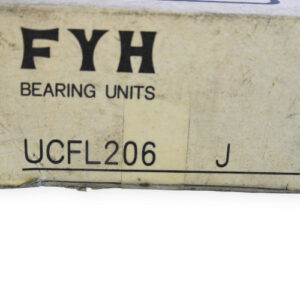 FYH
BEARING UNITS
UCFL206 J